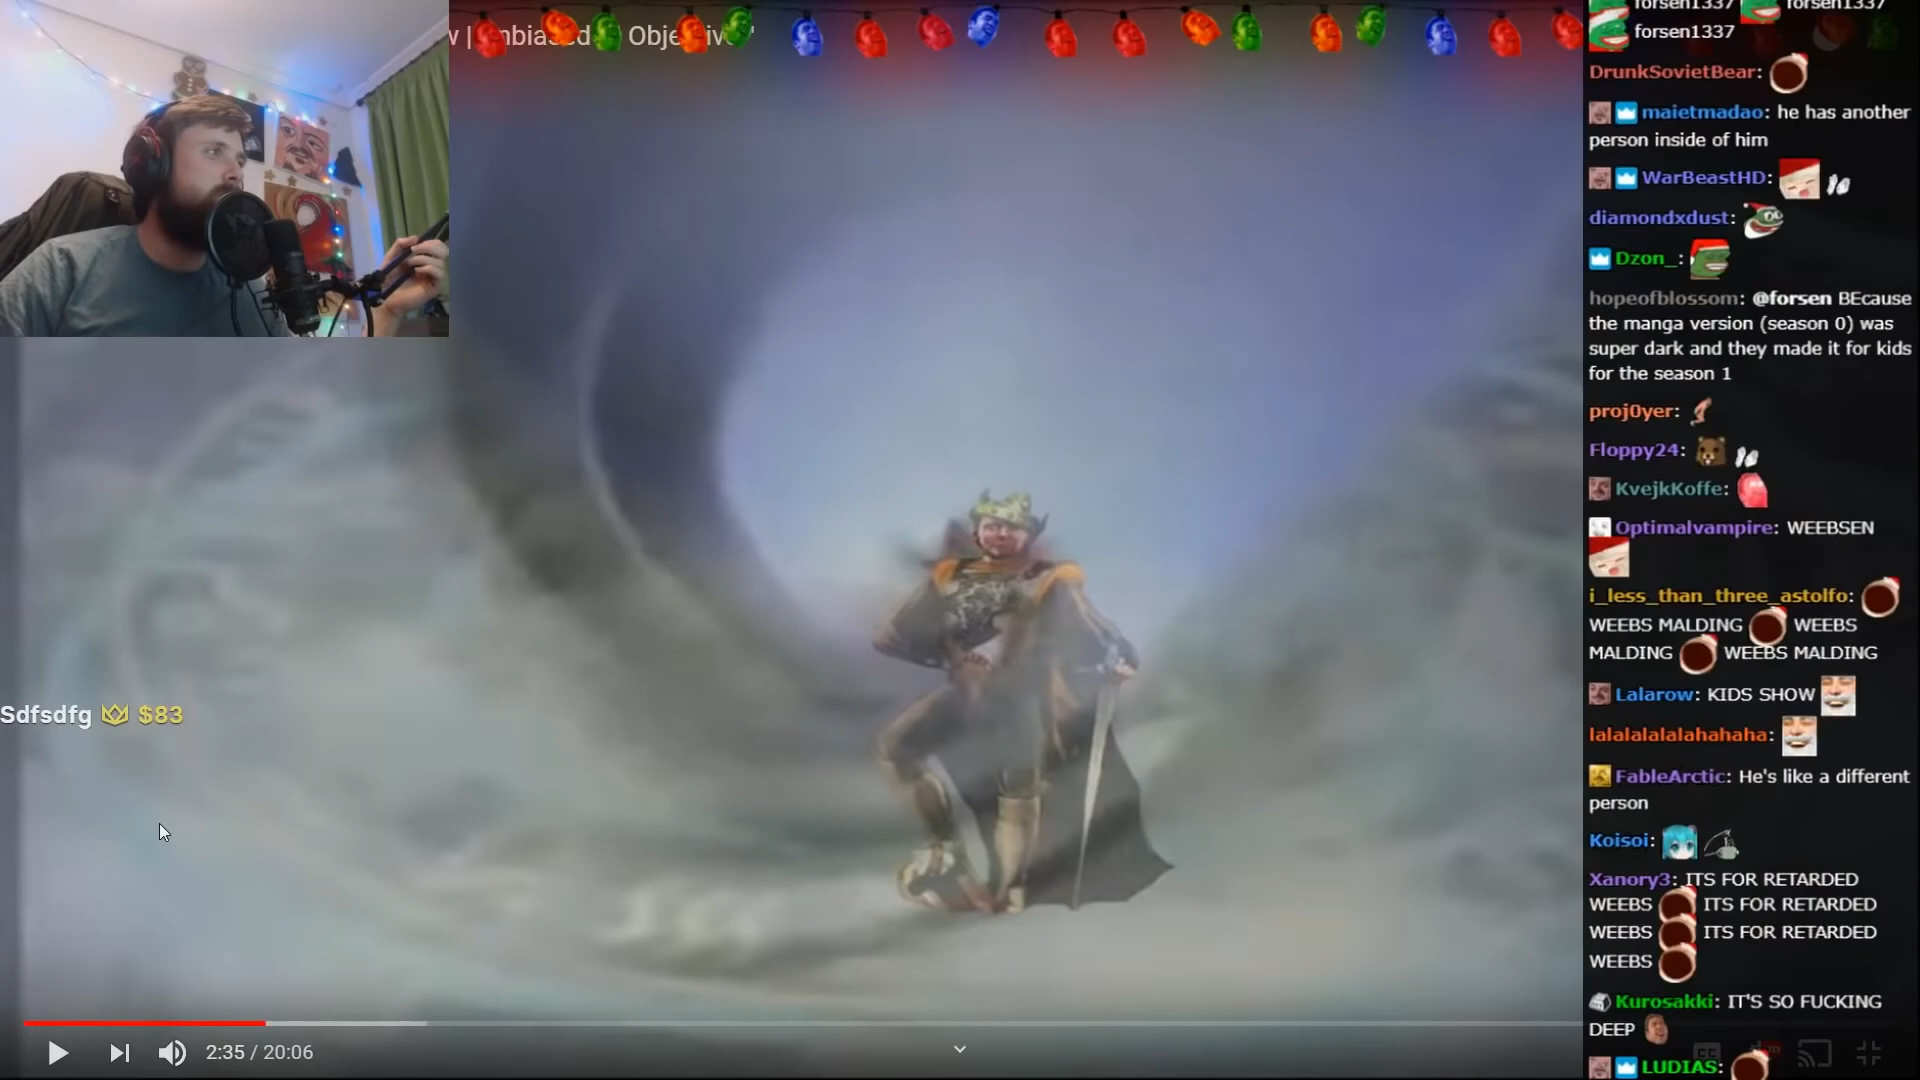 forsen1337 forsen1337
forsen1337
DrunkSovietBear:
maietmadao: he has another
person inside of him
WarBeastHD:
diamondxdust:
Dzon_:
hopeofblossom: @forsen BEcause
the manga version (season 0) was
super dark and they made it for kids
for the season 1
proj0yer:
Floppy24:
KvejkKoffe:
Optimalvampire: WEEBSEN
i_less_than_three_astolfo:
WEEBS MALDING WEEBS
MALDING WEEBS MALDING
Lalarow: KIDS SHOW
lalalalalalahahaha:
FableArctic: He's like a different
person
Koisoi:
Xanory3: ITS FOR RETARDED
WEEBS ITS FOR RETARDED
WEEBS ITS FOR RETARDED
WEEBS
Kurosakki: IT'S SO FUCKING
DEEP
LUDIAS:
Sdfsdfg $83
2:35 / 20:06